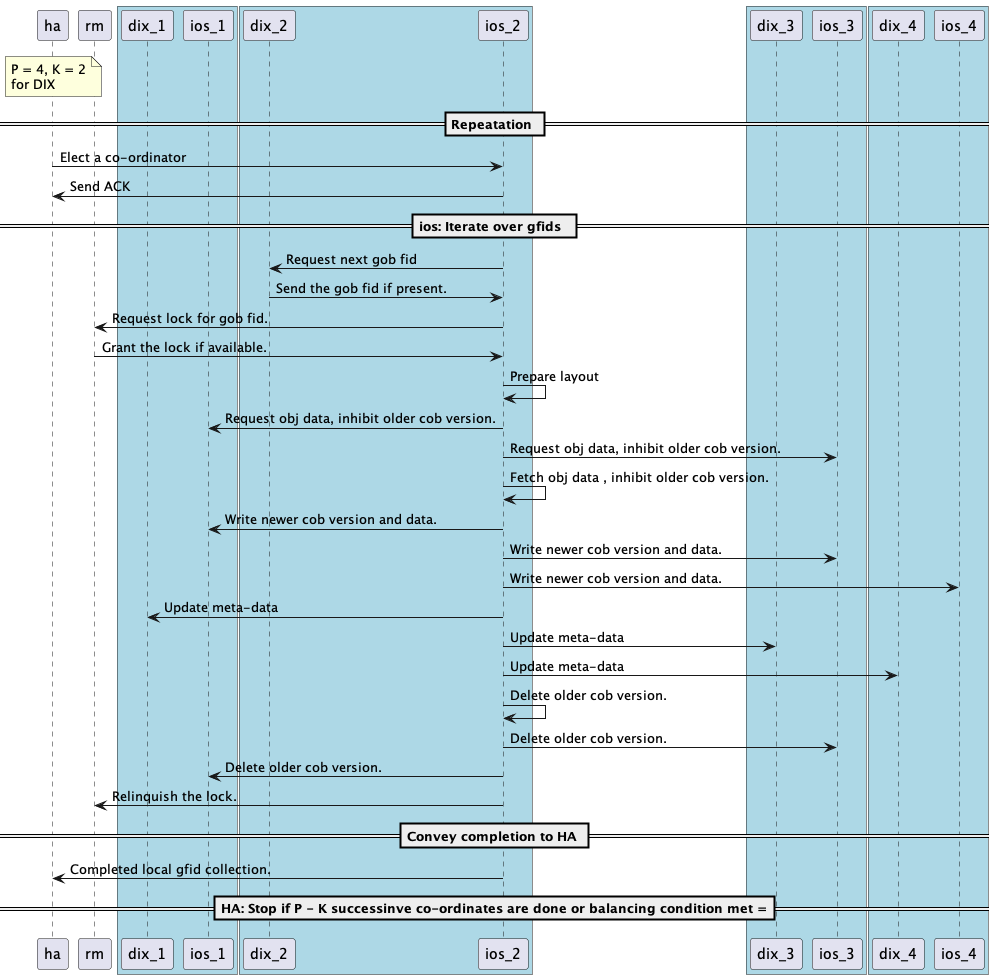 ha rm dix_1 ios_1 dix_2 ios_2 dix_3 ios_3 dix_4 ios_4
P = 4, K = 2
for DIX
Repeatation
Elect a co-ordinator
Send ACK
ios: Iterate over gfids
Request next gob fid
Send the gob fid if present.
Request lock for gob fid.
Grant the lock if available.
Prepare layout
Request obj data, inhibit older cob version.
Request obj data, inhibit older cob version.
Fetch obj data , inhibit older cob version.
Write newer cob version and data.
Write newer cob version and data.
Write newer cob version and data.
Update meta-data
Update meta-data
Update meta-data
Delete older cob version.
Delete older cob version.
Delete older cob version.
Relinquish the lock.
Convey completion to HA
Completed local gfid collection.
HA: Stop if P - K successinve co-ordinates are done or balancing condition met =
ha rm dix_1 ios_1 dix_2 ios_2 dix_3 ios_3 dix_4 ios_4